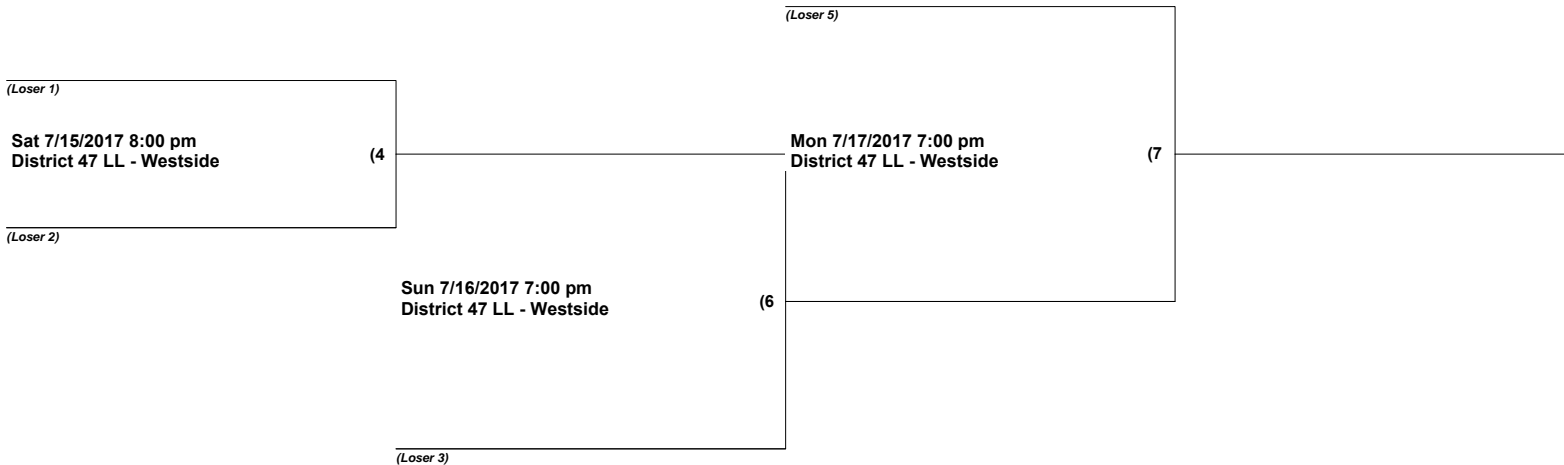 (Loser 5)
(Loser 1)
Sat 7/15/2017 8:00 pm
District 47 LL - Westside
(4
Mon 7/17/2017 7:00 pm
District 47 LL - Westside
(7
(Loser 2)
Sun 7/16/2017 7:00 pm
District 47 LL - Westside
(6
(Loser 3)